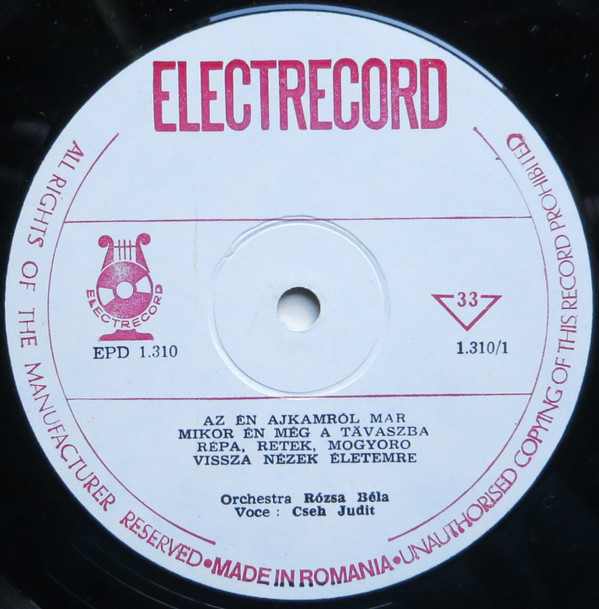 ELECTRECORD
ELECTRECORD
EPD 1.310
33
1.310/1
AZ ÉN AJKAMRÓL MAR
MIKOR ÉN MÉG A TÁVASZBA
RÉPA, RETEK, MOGYORO
VISSZA NÉZEK ÉLETEMRE
Orchestra Rózsa Béla
Voce : Cseh Judit
ALL RIGHTS OF THE MANUFACTURER RESERVED • MADE IN ROMANIA • UNAUTHORISED COPYING OF THIS RECORD PROHIBITED